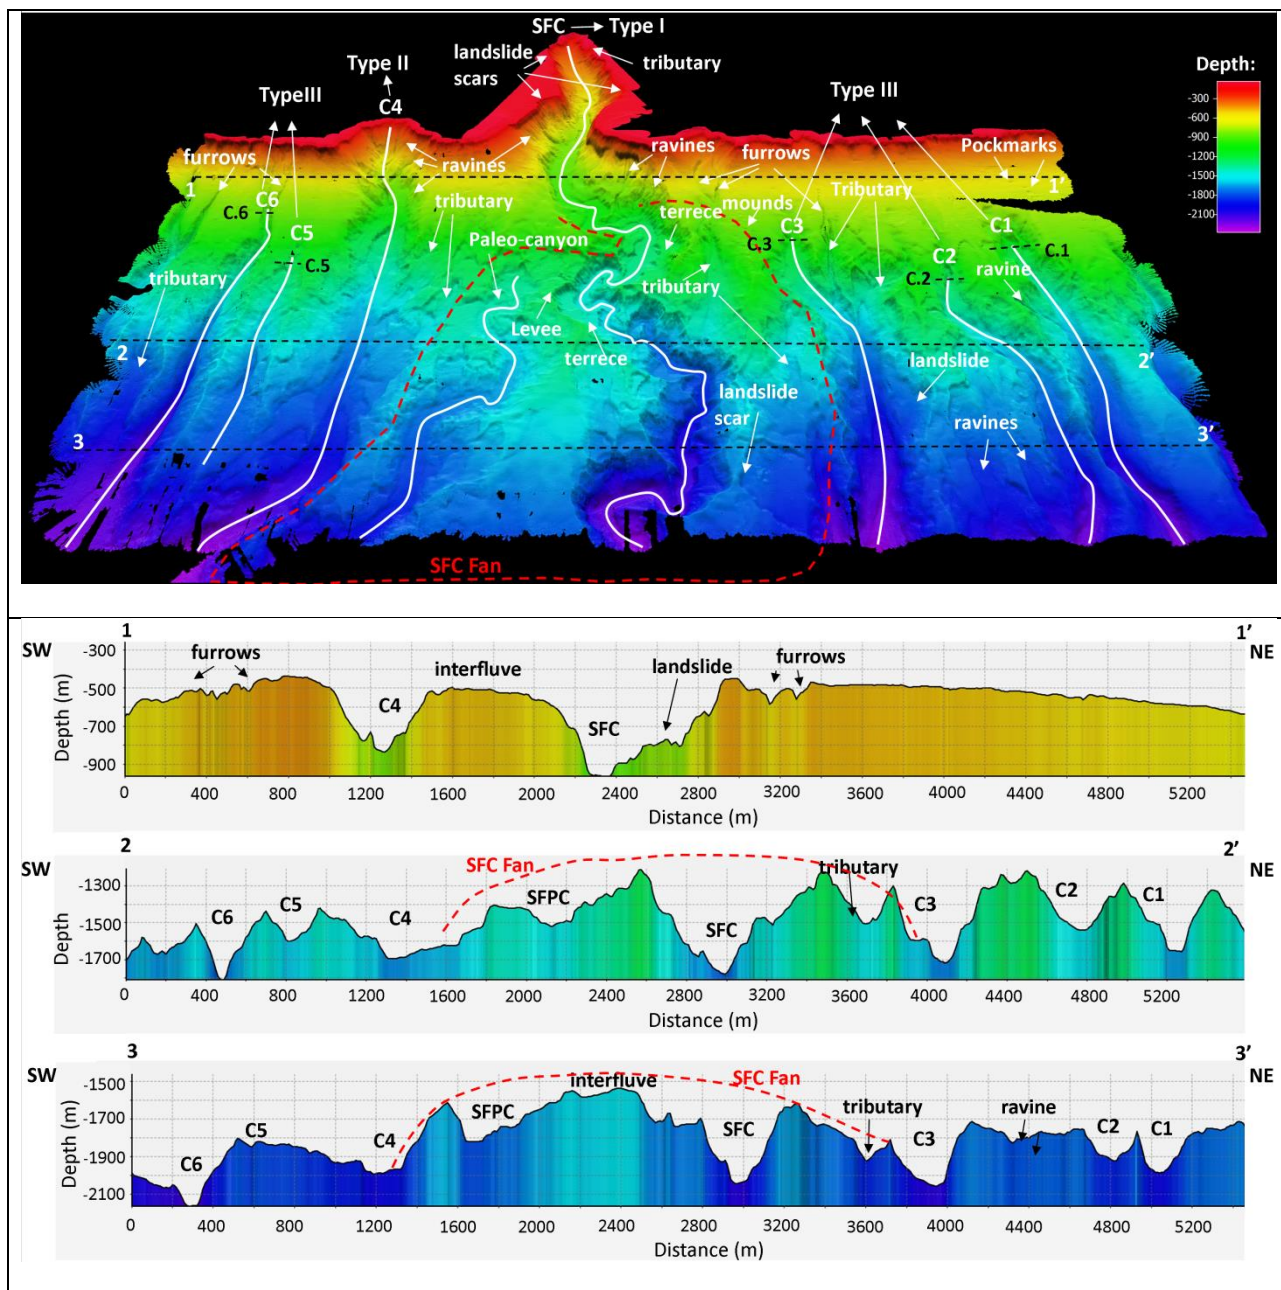 SFC Type I
landslide
scars
tributary
Type II
C4
TypeIII
Type III
Depth:
-300
-600
-900
-1200
-1500
-1800
-2100
furrows
ravines
ravines
furrows
Pockmarks
1
1'
C6
C.6
C5
C.5
tributary
Paleo-canyon
terrece
mounds
Tributary
C3
C.3
C1
C.1
C2
C.2
ravine
tributary
tributary
Levee
terrece
2
2'
landslide
landslide
scar
ravines
3
3'
SFC Fan
1
1'
SW
NE
-300
-500
-700
-900
Depth (m)
furrows
interfluve
landslide
furrows
C4
SFC
0 400 800 1200 1600 2000 2400 2800 3200 3600 4000 4400 4800 5200
Distance (m)
2
2'
SW
NE
-1300
-1500
-1700
Depth
SFC Fan
tributary
C6
C5
C4
SFPC
SFC
C3
C2
C1
0 400 800 1200 1600 2000 2400 2800 3200 3600 4000 4400 4800 5200
Distance (m)
3
3'
SW
NE
-1500
-1700
-1900
-2100
Depth (m)
interfluve
SFC Fan
C6
C5
C4
SFPC
SFC
tributary
C3
ravine
C2
C1
0 400 800 1200 1600 2000 2400 2800 3200 3600 4000 4400 4800 5200
Distance (m)